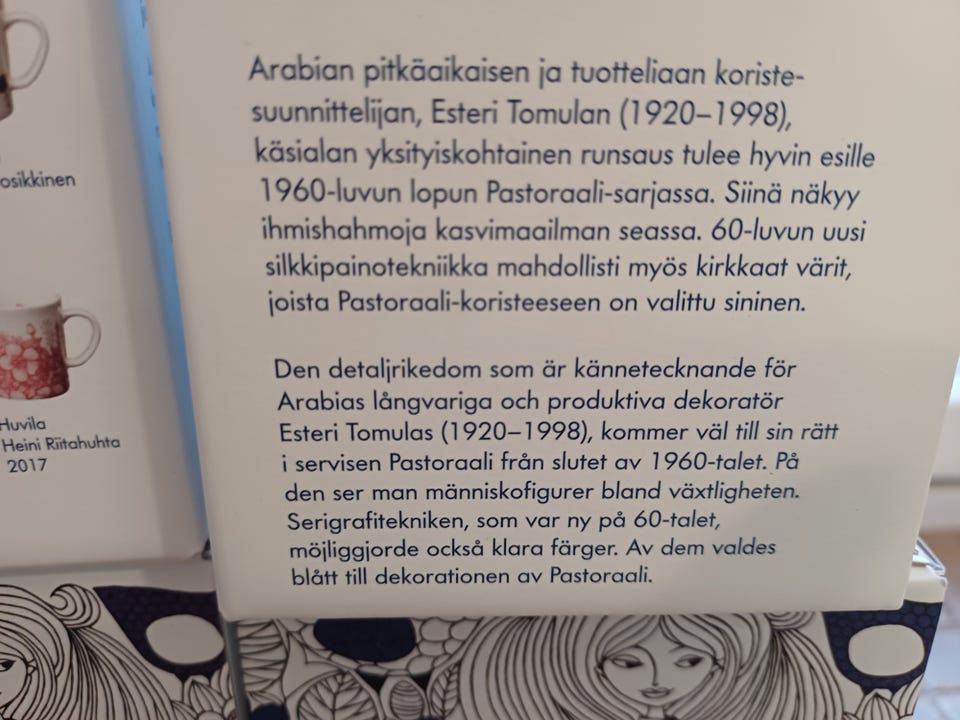 Arabian pitkäaikaisen ja tuotteliaan koriste-
suunnittelijan, Esteri Tomulan (1920–1998),
käsialan yksityiskohtainen runsaus tulee hyvin esille
1960-luvun lopun Pastoraali-sarjassa. Siinä näkyy
ihmishahmoja kasvimaailman seassa. 60-luvun uusi
silkkipainotekniikka mahdollisti myös kirkkaat värit,
joista Pastoraali-koristeeseen on valittu sininen.
Den detaljrikedom som är kännetecknande för
Arabias långvariga och produktiva dekoratör
Esteri Tomulas (1920–1998), kommer väl till sin rätt
i servisen Pastoraali från slutet av 1960-talet. På
den ser man människofigurer bland växtligheten.
Serigrafitekniken, som var ny på 60-talet,
möjliggjorde också klara färger. Av dem valdes
blått till dekorationen av Pastoraali.
osikkinen
Huvila
Heini Riitahuhta
2017